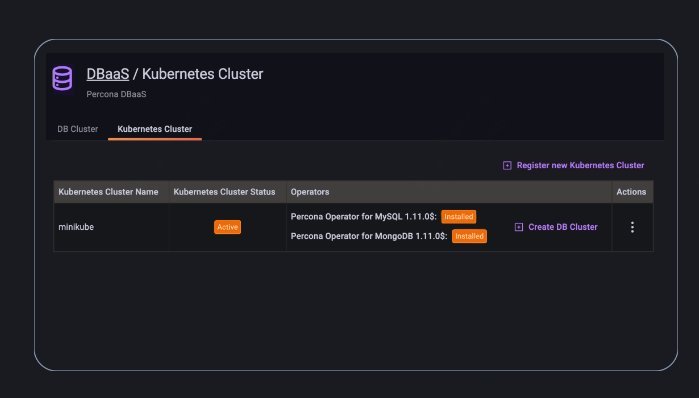 DBaaS / Kubernetes Cluster
Percona DBaaS
DB Cluster Kubernetes Cluster
Register new Kubernetes Cluster
Kubernetes Cluster Name Kubernetes Cluster Status Operators Actions
minikube Active
Percona Operator for MySQL 1.11.0$: Installed
Percona Operator for MongoDB 1.11.0$: Installed
Create DB Cluster